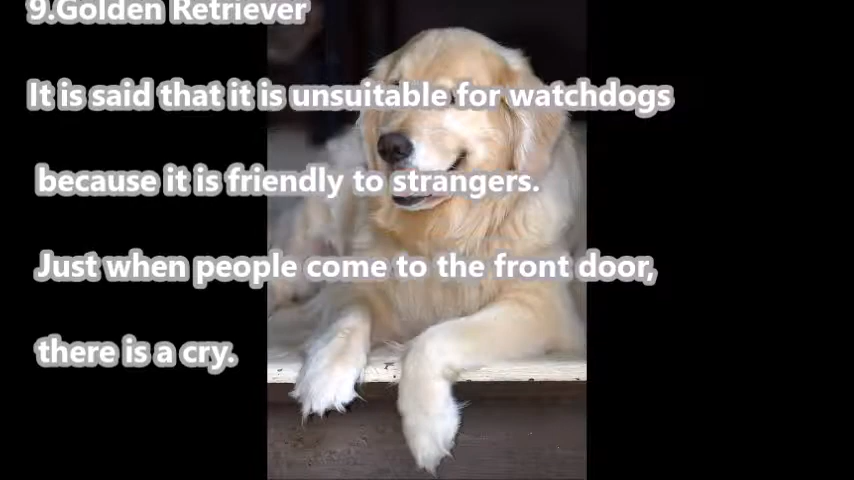 9.Golden Retriever
It is said that it is unsuitable for watchdogs
because it is friendly to strangers.
Just when people come to the front door,
there is a cry.